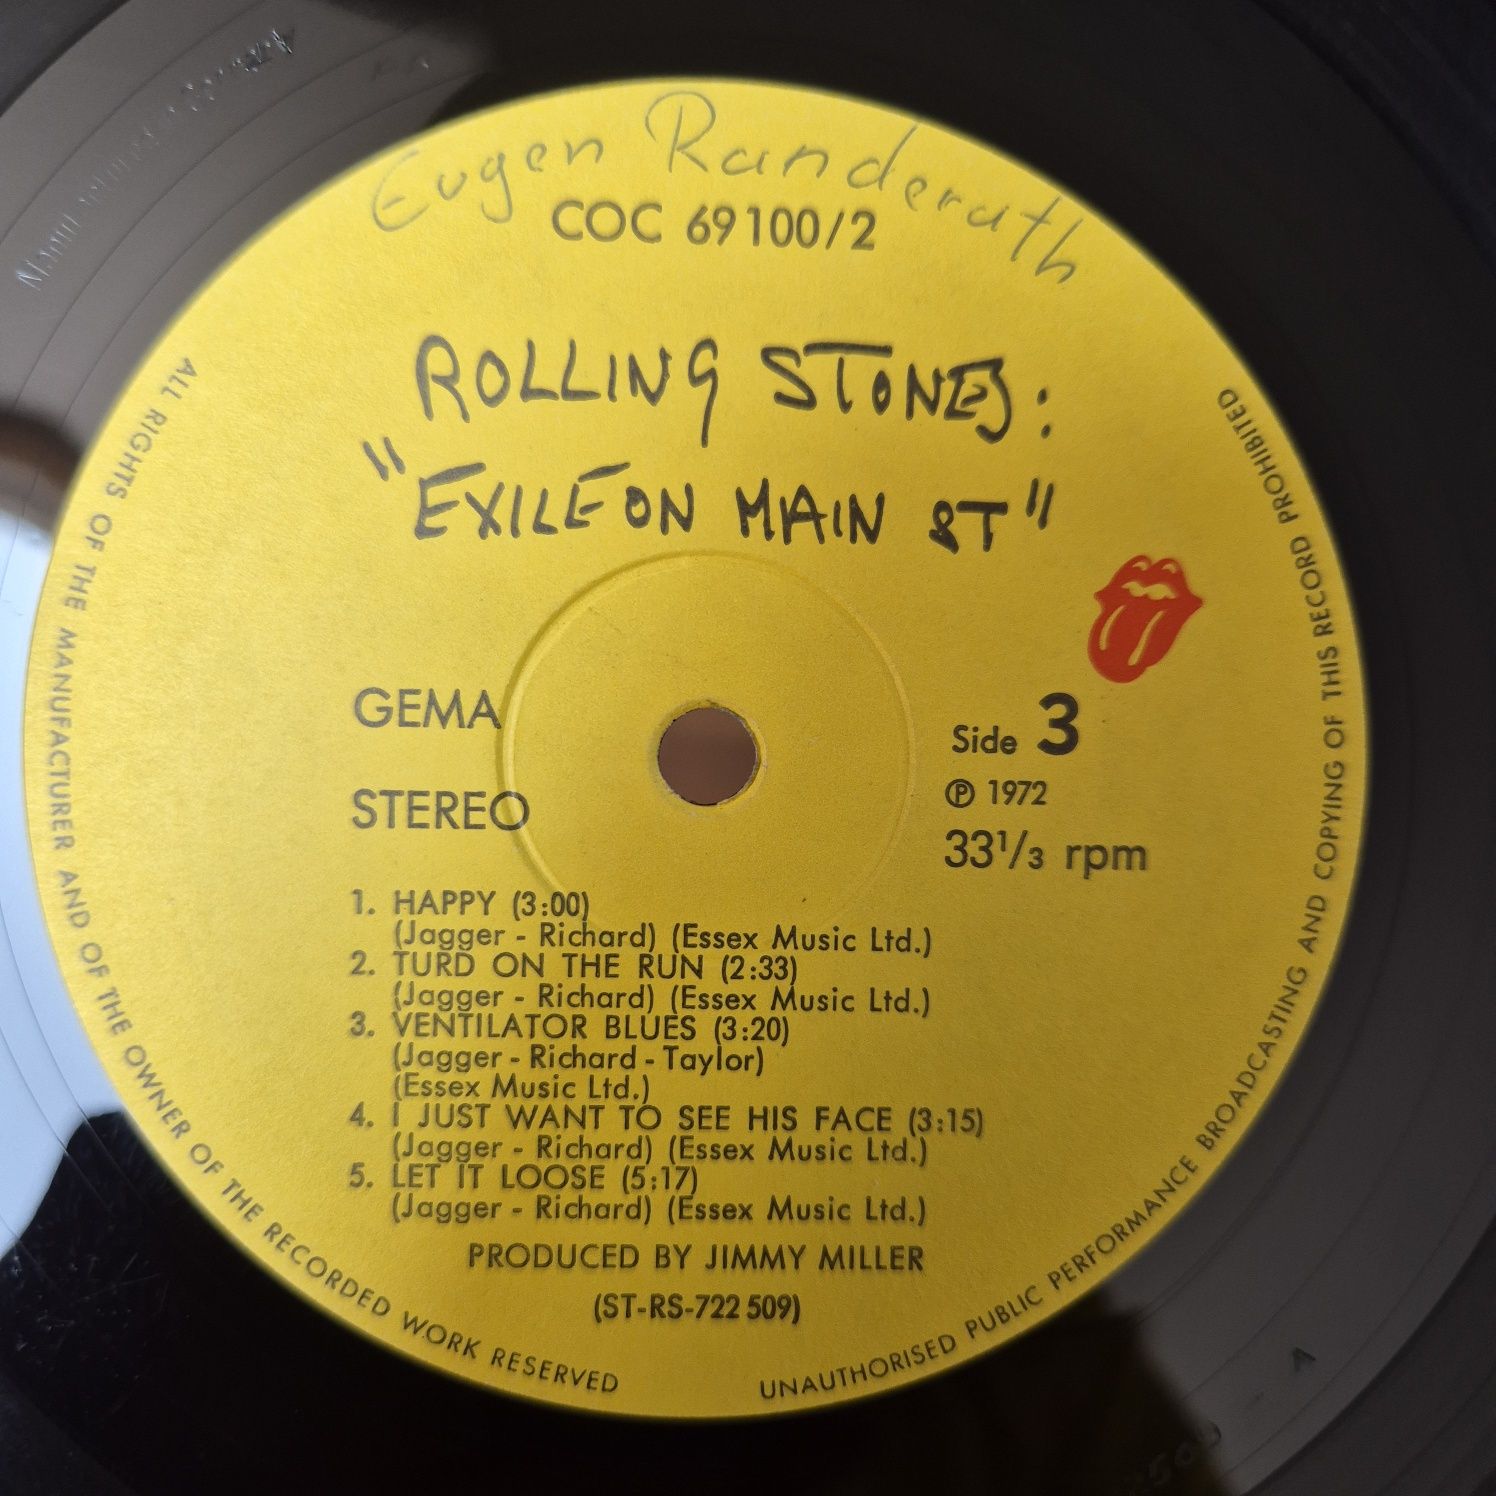 Eugen Randerath
COC 69100/2
ROLLING STONES:
"EXILE ON MAIN ST"
GEMA
STEREO
Side 3
℗ 1972
33 1/3 rpm
1. HAPPY (3:00)
(Jagger - Richard) (Essex Music Ltd.)
2. TURD ON THE RUN (2:33)
(Jagger - Richard) (Essex Music Ltd.)
3. VENTILATOR BLUES (3:20)
(Jagger - Richard - Taylor)
(Essex Music Ltd.)
4. I JUST WANT TO SEE HIS FACE (3:15)
(Jagger - Richard) (Essex Music Ltd.)
5. LET IT LOOSE (5:17)
(Jagger - Richard) (Essex Music Ltd.)
PRODUCED BY JIMMY MILLER
(ST-RS-722 509)
ALL RIGHTS OF THE MANUFACTURER AND OF THE OWNER OF THE RECORDED WORK RESERVED
UNAUTHORISED PUBLIC PERFORMANCE BROADCASTING AND COPYING OF THIS RECORD PROHIBITED
A